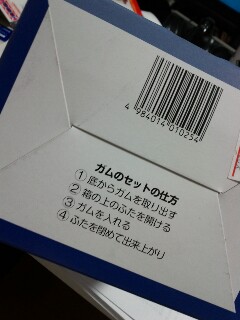 4 984014 010254
ガムのセットの仕方
① 底からガムを取り出す
② 箱の上のふたを開ける
③ ガムを入れる
④ ふたを閉めて出来上がり